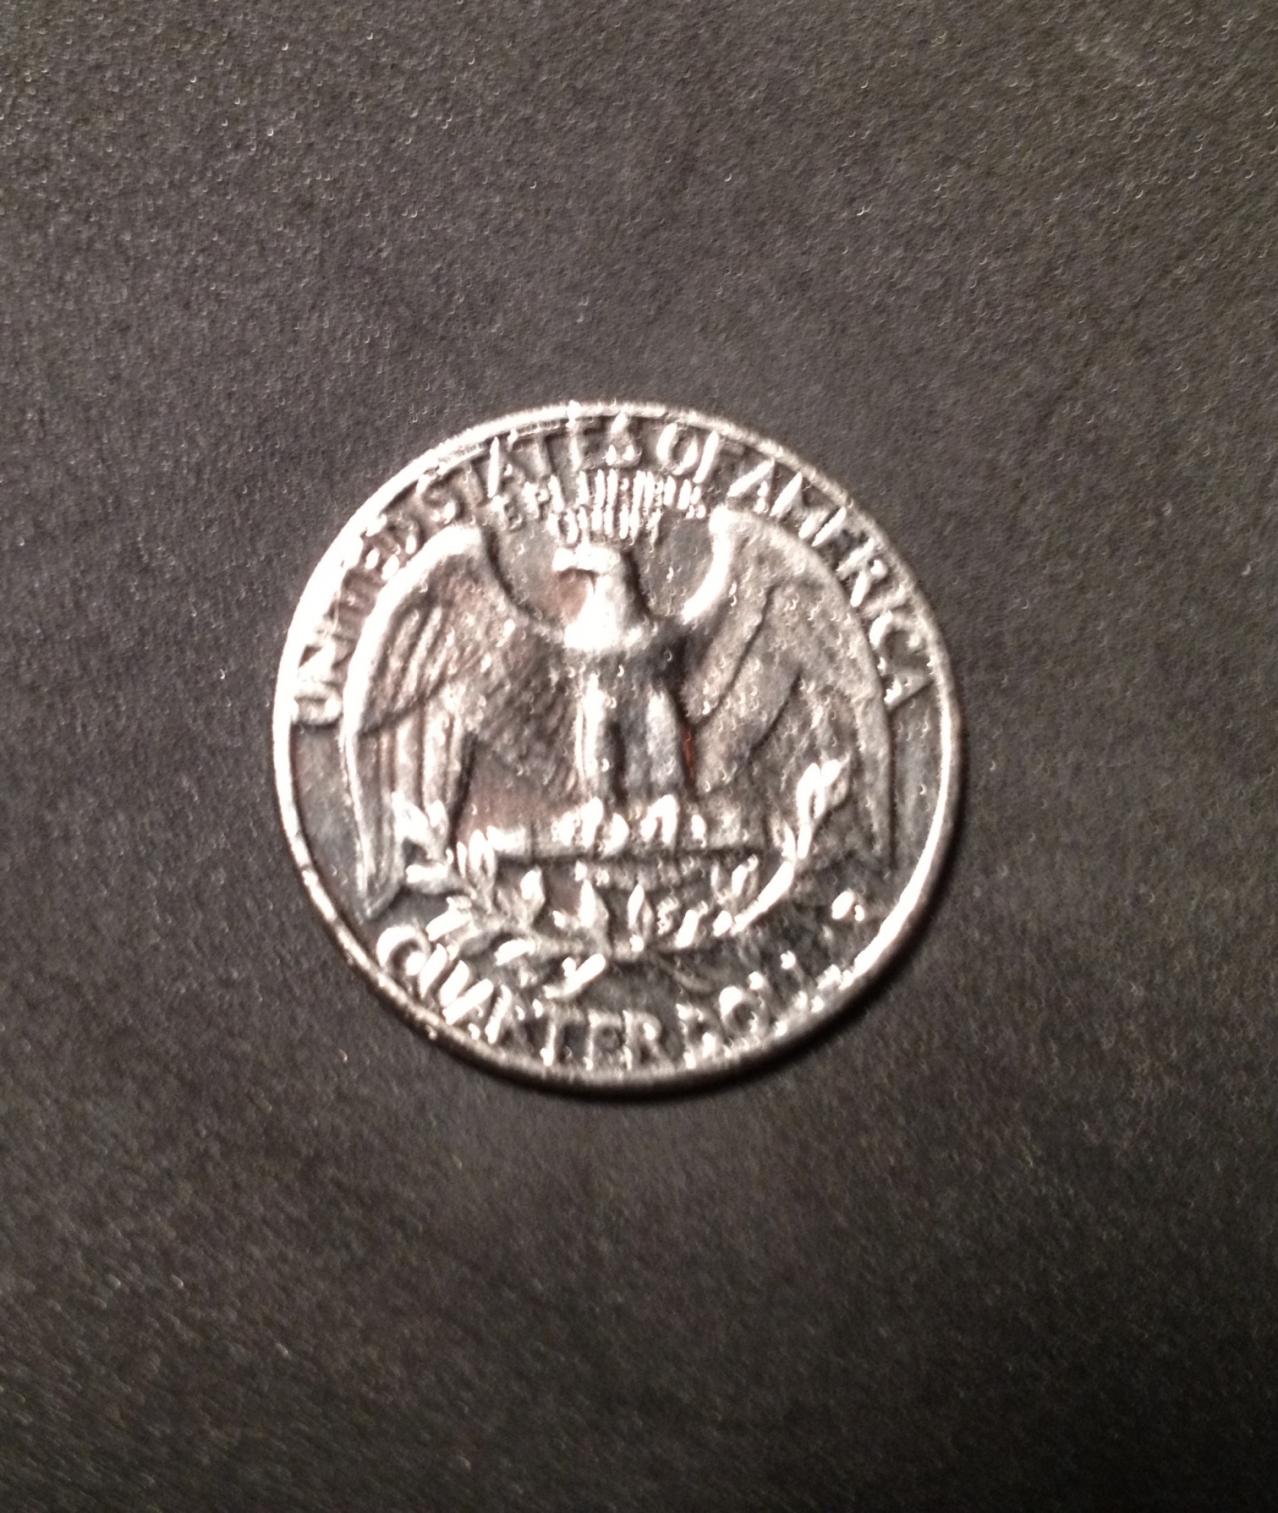 UNITED STATES OF AMERICA
E PLURIBUS
UNUM
QUARTER DOLLAR